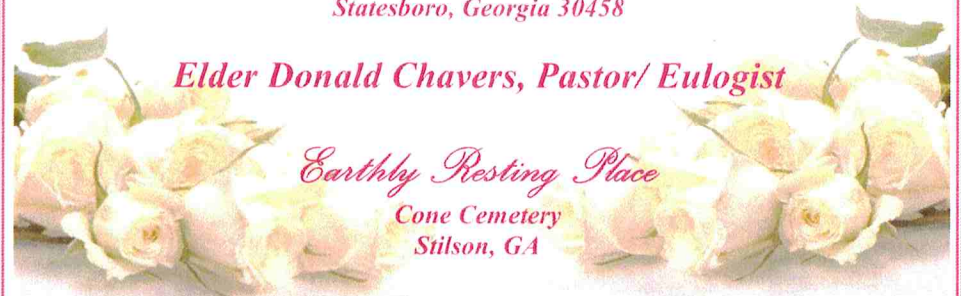 Statesboro, Georgia 30458
Elder Donald Chavers, Pastor/ Eulogist
Earthly Resting Place
Cone Cemetery
Stilson, GA